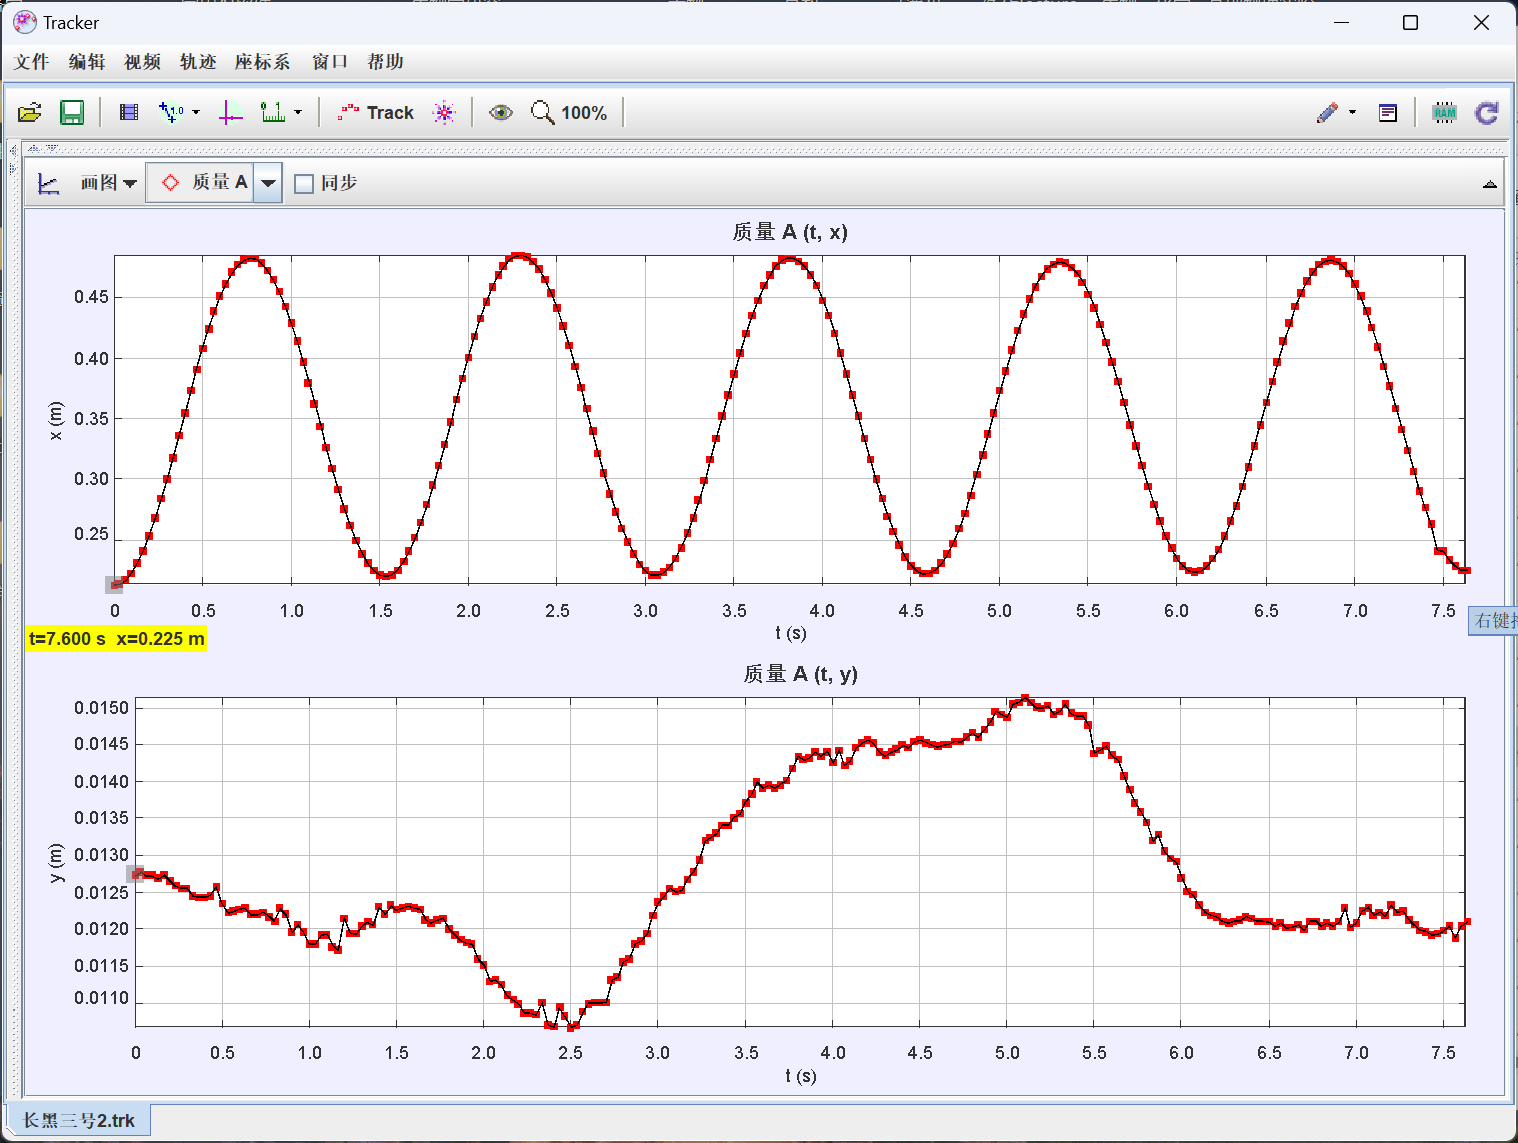 Tracker
文件 编辑 视频 轨迹 座标系 窗口 帮助
Track 100%
RAM
画图 质量 A 同步
质量 A (t, x)
0.45
0.40
0.35
0.30
0.25
x (m)
0 0.5 1.0 1.5 2.0 2.5 3.0 3.5 4.0 4.5 5.0 5.5 6.0 6.5 7.0 7.5
t (s)
t=7.600 s x=0.225 m
右键
质量 A (t, y)
0.0150
0.0145
0.0140
0.0135
0.0130
0.0125
0.0120
0.0115
0.0110
y (m)
0 0.5 1.0 1.5 2.0 2.5 3.0 3.5 4.0 4.5 5.0 5.5 6.0 6.5 7.0 7.5
t (s)
长黑三号2.trk